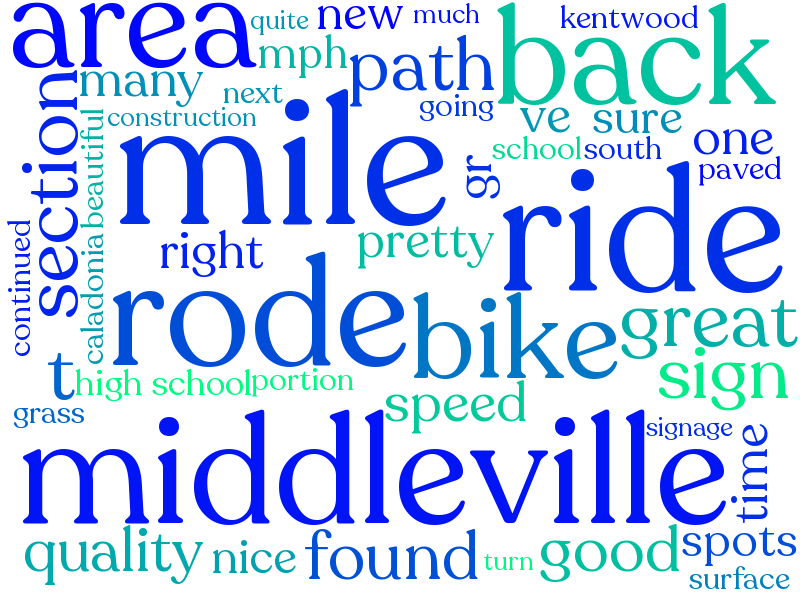 area
quite
new
much
kentwood
back
mph
path
many
next
going
ve
sure
construction
section
beautiful
mile
gr
school
south
one
paved
ride
continued
caladonia
right
pretty
rode
bike
great
t
high school
portion
sign
grass
speed
middleville
signage
time
quality
nice
found
turn
good
spots
surface